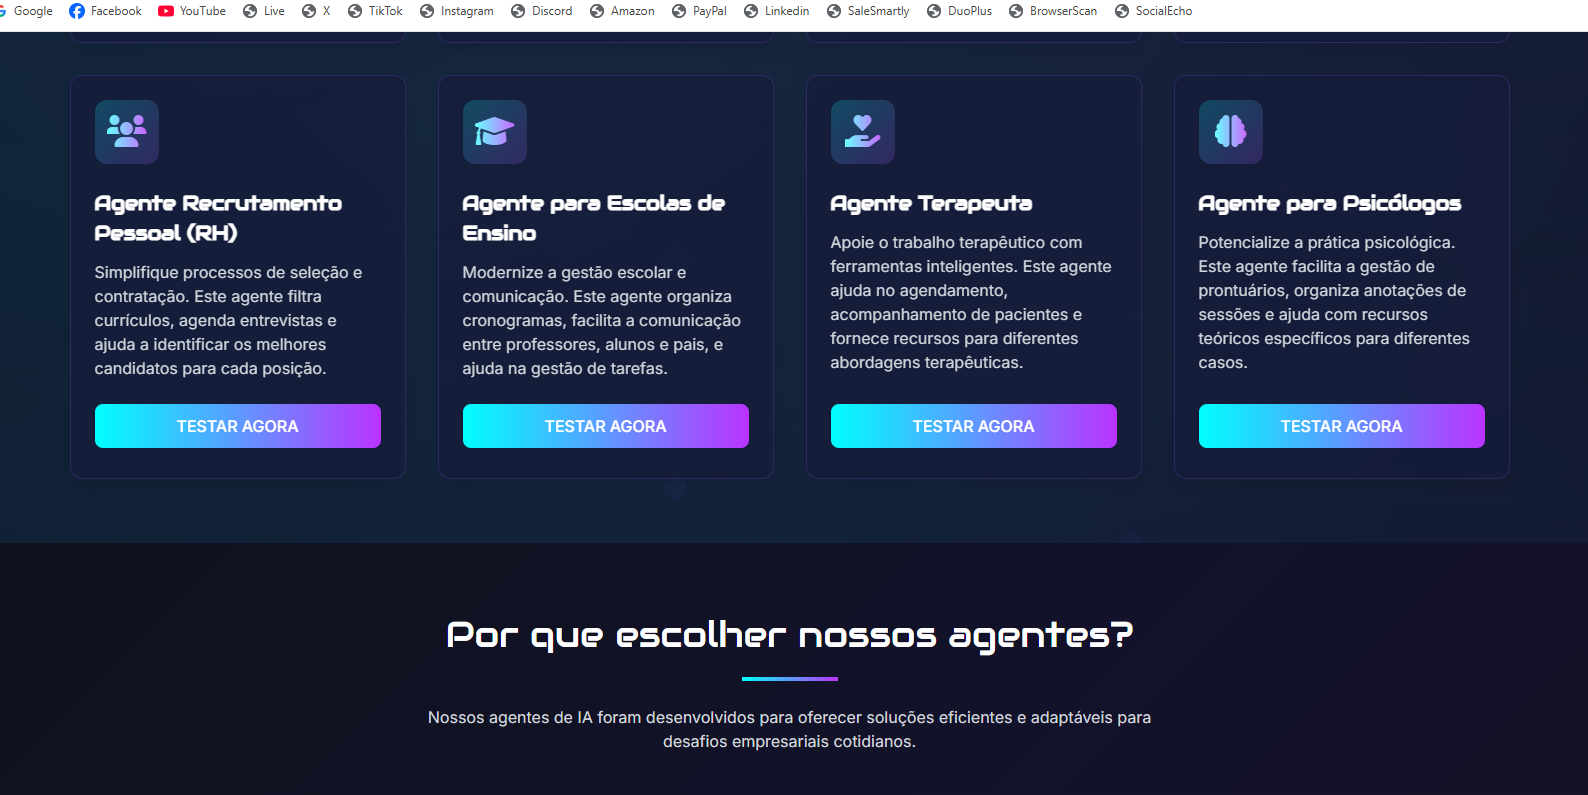 Google Facebook YouTube Live X TikTok Instagram Discord Amazon PayPal Linkedin SaleSmartly DuoPlus BrowserScan SocialEcho
Agente Recrutamento
Pessoal (RH)
Simplifique processos de seleção e
contratação. Este agente filtra
currículos, agenda entrevistas e
ajuda a identificar os melhores
candidatos para cada posição.
TESTAR AGORA
Agente para Escolas de
Ensino
Modernize a gestão escolar e
comunicação. Este agente organiza
cronogramas, facilita a comunicação
entre professores, alunos e pais, e
ajuda na gestão de tarefas.
TESTAR AGORA
Agente Terapeuta
Apoie o trabalho terapêutico com
ferramentas inteligentes. Este agente
ajuda no agendamento,
acompanhamento de pacientes e
fornece recursos para diferentes
abordagens terapêuticas.
TESTAR AGORA
Agente para Psicólogos
Potencialize a prática psicológica.
Este agente facilita a gestão de
prontuários, organiza anotações de
sessões e ajuda com recursos
teóricos específicos para diferentes
casos.
TESTAR AGORA
Por que escolher nossos agentes?
Nossos agentes de IA foram desenvolvidos para oferecer soluções eficientes e adaptáveis para
desafios empresariais cotidianos.